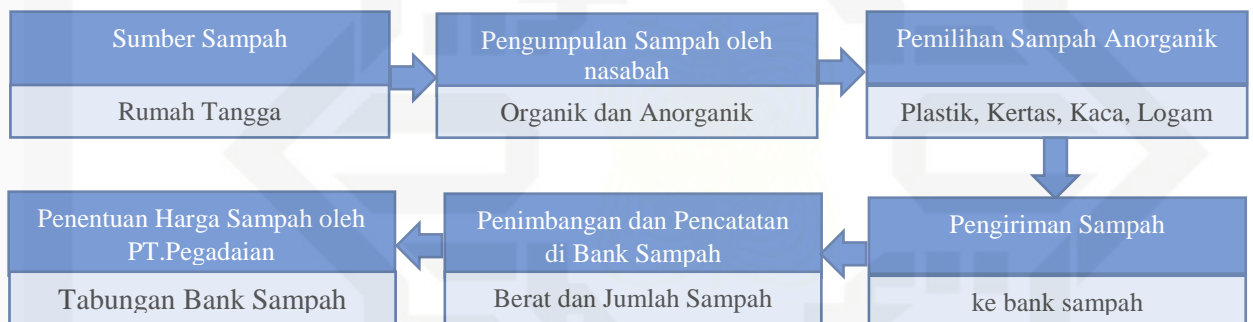 Sumber Sampah
Rumah Tangga
Pengumpulan Sampah oleh
nasabah
Organik dan Anorganik
Pemilihan Sampah Anorganik
Plastik, Kertas, Kaca, Logam
Pengiriman Sampah
ke bank sampah
Penimbangan dan Pencatatan
di Bank Sampah
Berat dan Jumlah Sampah
Penentuan Harga Sampah oleh
PT.Pegadaian
Tabungan Bank Sampah